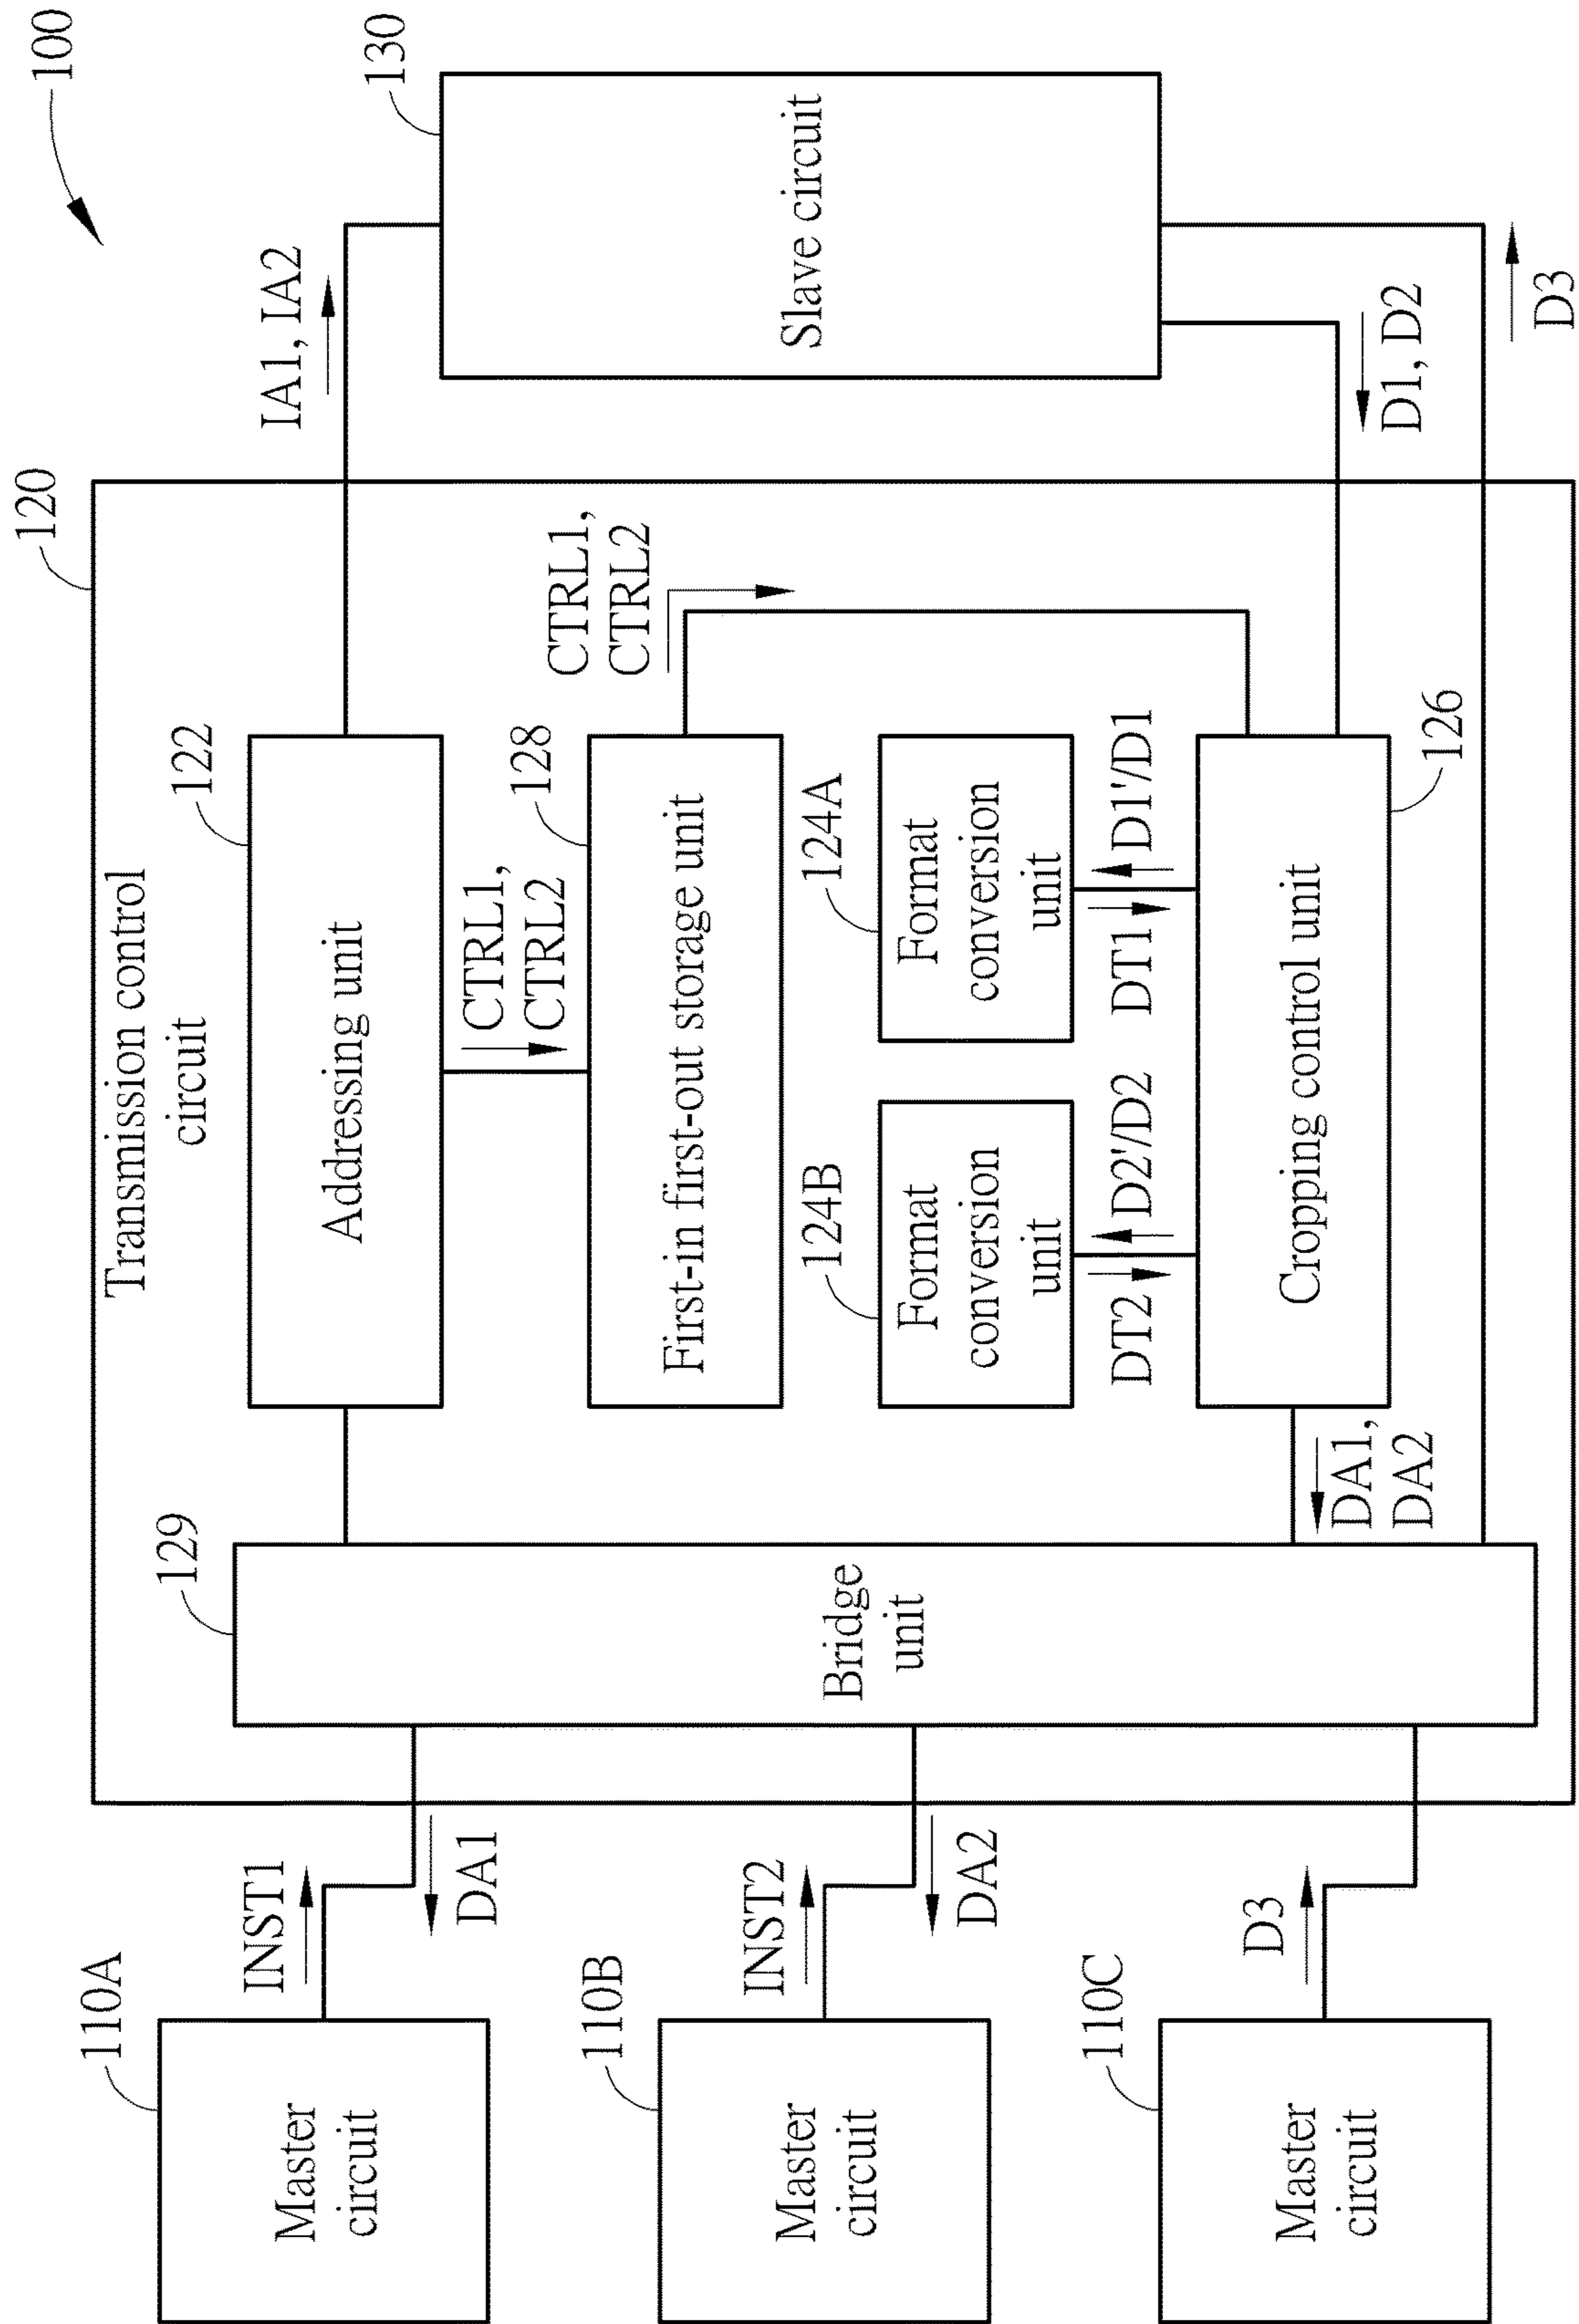 100
120
Transmission control
circuit
130
IA1, IA2
122
Addressing unit
129
CTRL1,
CTRL2
CTRL1,
CTRL2
128
First-in first-out storage unit
Slave circuit
110A
Master
circuit
INST1
DA1
Bridge
unit
124B
Format
conversion
unit
124A
Format
conversion
unit
110B
Master
circuit
INST2
DA2
DT2
D2'/D2
DT1
D1'/D1
Cropping control unit
126
DA1,
DA2
D1, D2
110C
Master
circuit
D3
D3